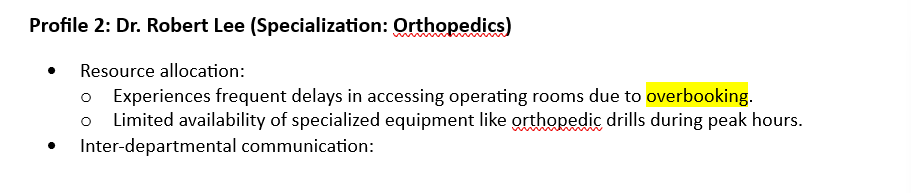 Profile 2: Dr. Robert Lee (Specialization: Orthopedics)
• Resource allocation:
o Experiences frequent delays in accessing operating rooms due to overbooking.
o Limited availability of specialized equipment like orthopedic drills during peak hours.
• Inter-departmental communication: